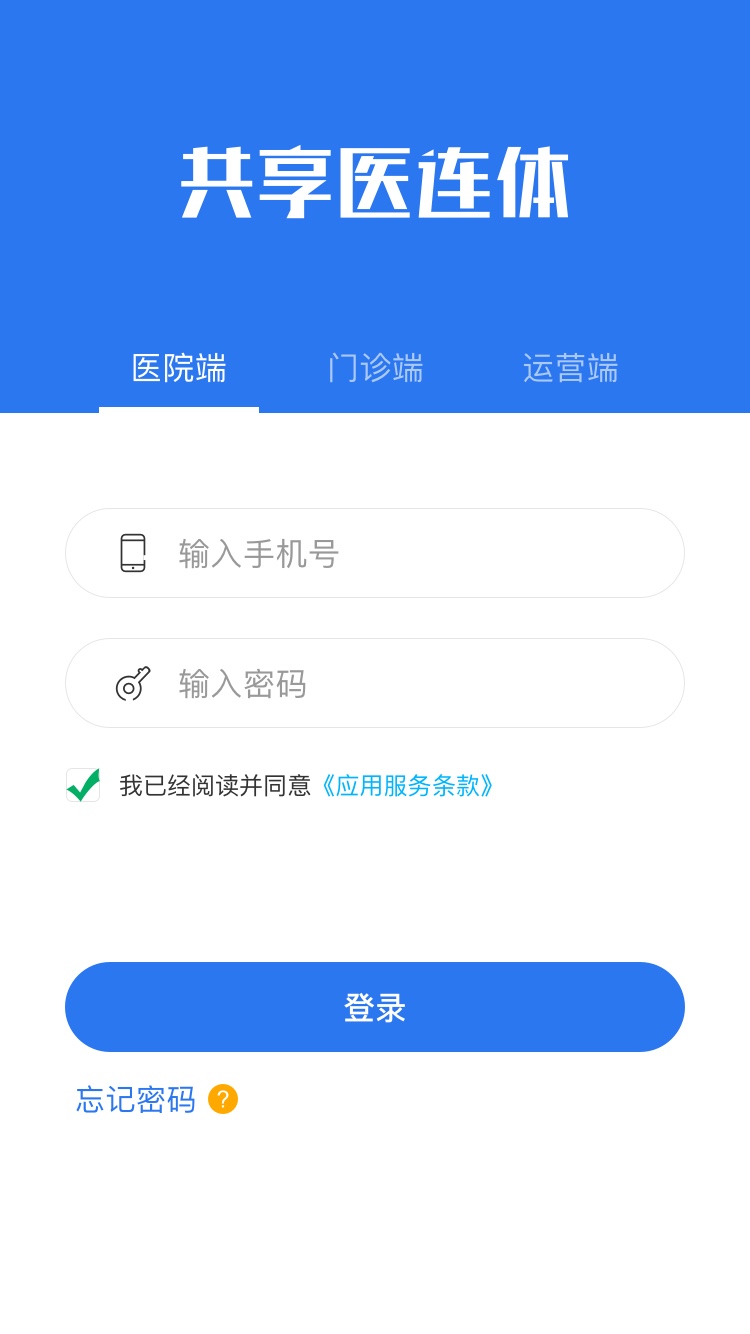 共享医连体
医院端 门诊端 运营端
输入手机号
输入密码
我已经阅读并同意《应用服务条款》
登录
忘记密码 ?